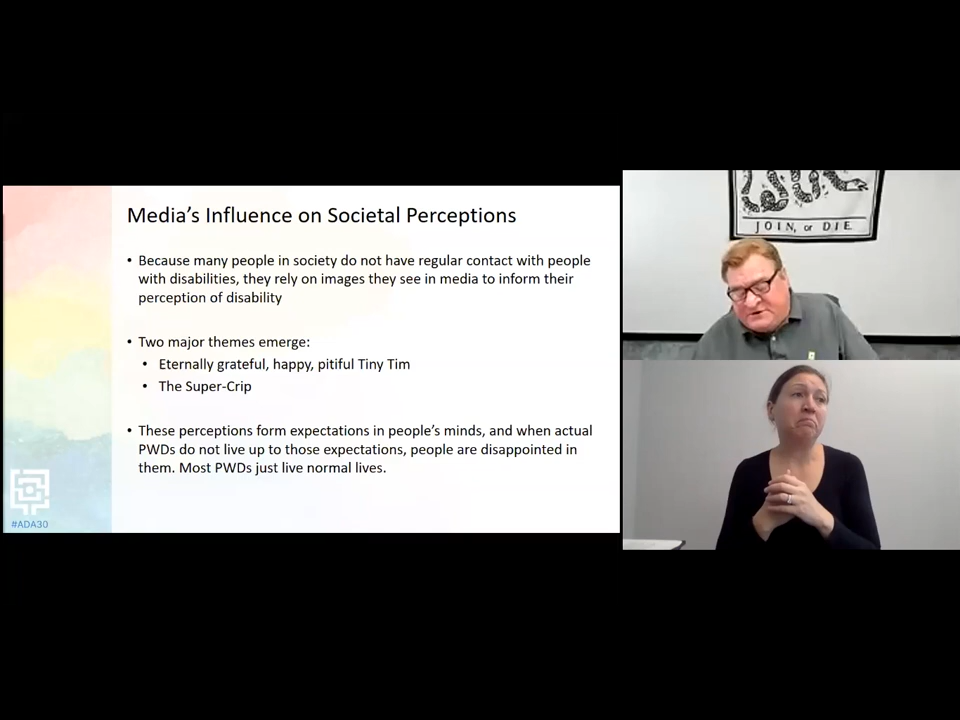 Media's Influence on Societal Perceptions
• Because many people in society do not have regular contact with people
with disabilities, they rely on images they see in media to inform their
perception of disability
• Two major themes emerge:
• Eternally grateful, happy, pitiful Tiny Tim
• The Super-Crip
• These perceptions form expectations in people's minds, and when actual
PWDs do not live up to those expectations, people are disappointed in
them. Most PWDs just live normal lives.
#ADA30
JOIN, or DIE